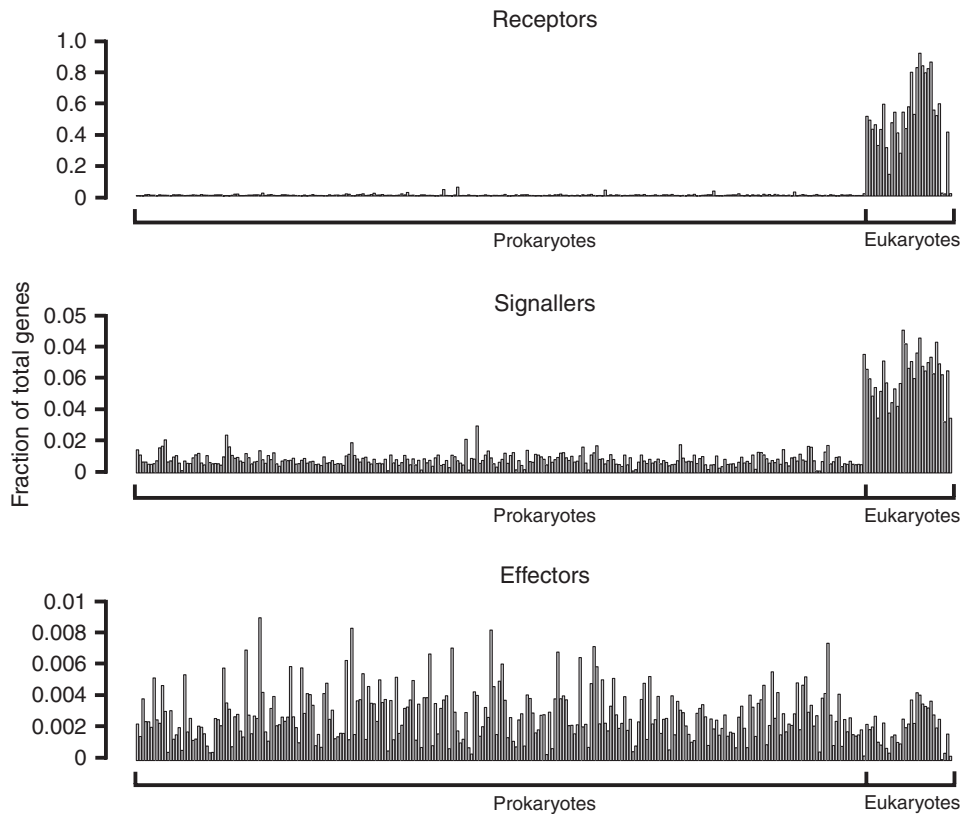 Receptors
1.0
0.8
0.6
0.4
0.2
0
Prokaryotes
Eukaryotes
Fraction of total genes
Signallers
0.05
0.04
0.06
0.04
0.02
0
Prokaryotes
Eukaryotes
Effectors
0.01
0.008
0.006
0.004
0.002
0
Prokaryotes
Eukaryotes